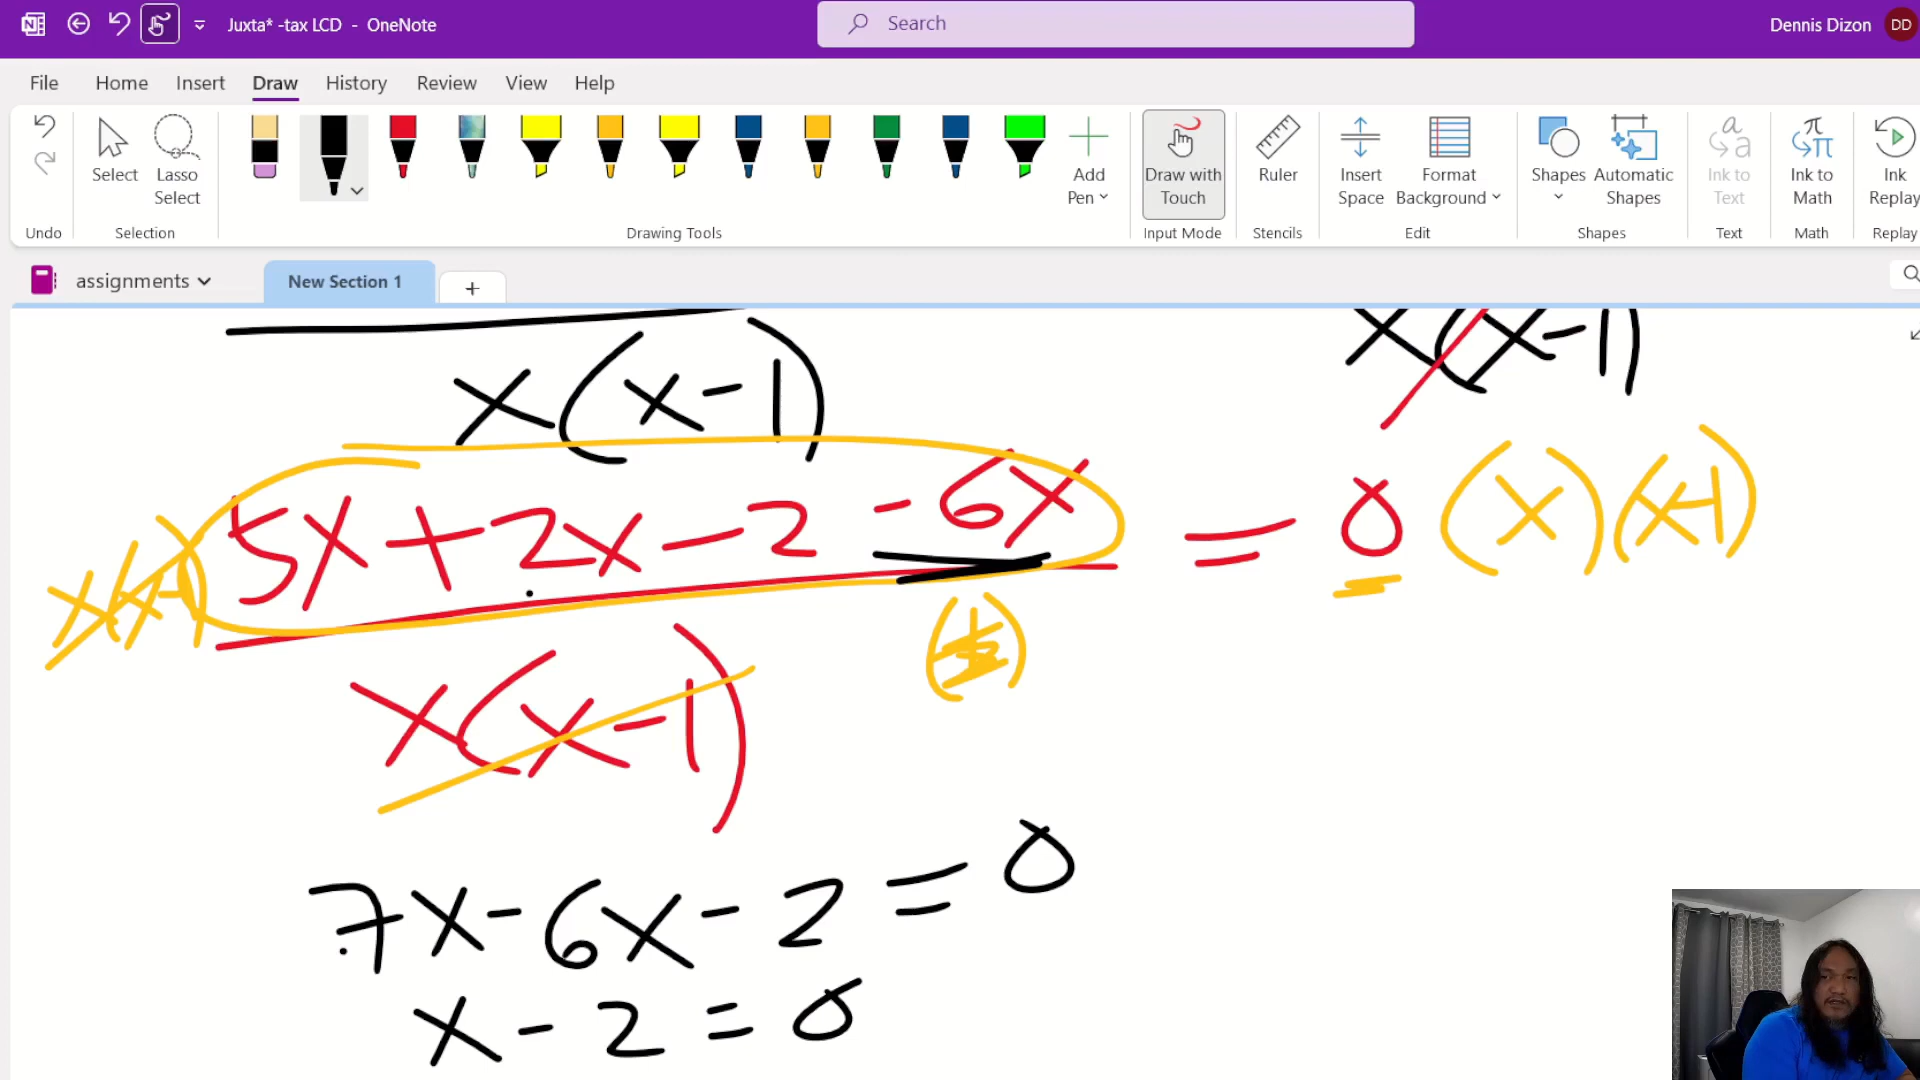 Juxta* -tax LCD - OneNote
Search
Dennis Dizon DD
File Home Insert Draw History Review View Help
Select
Lasso Select
Add Pen
Draw with Touch
Ruler
Insert Space
Format Background
Shapes
Automatic Shapes
Ink to Text
Ink to Math
Ink Replay
Undo Selection Drawing Tools Input Mode Stencils Edit Shapes Text Math Replay
assignments New Section 1 +
x(x-1) x(x-1)
x(x-1) 5x+2x-2-6x = 0 (x)(x-1)
x(x-1)
7x-6x-2=0
x-2=0